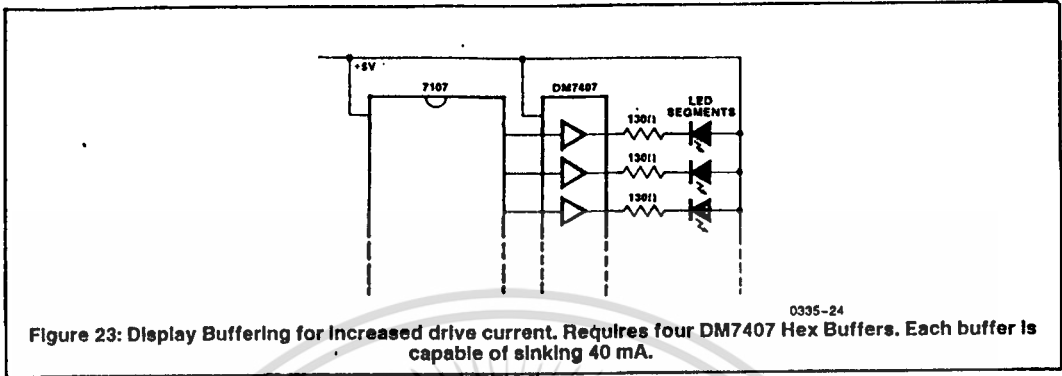 +5V
7107
DM7407
LED
SEGMENTS
130Ω
130Ω
130Ω
0335-24
Figure 23: Display Buffering for increased drive current. Requires four DM7407 Hex Buffers. Each buffer is
capable of sinking 40 mA.